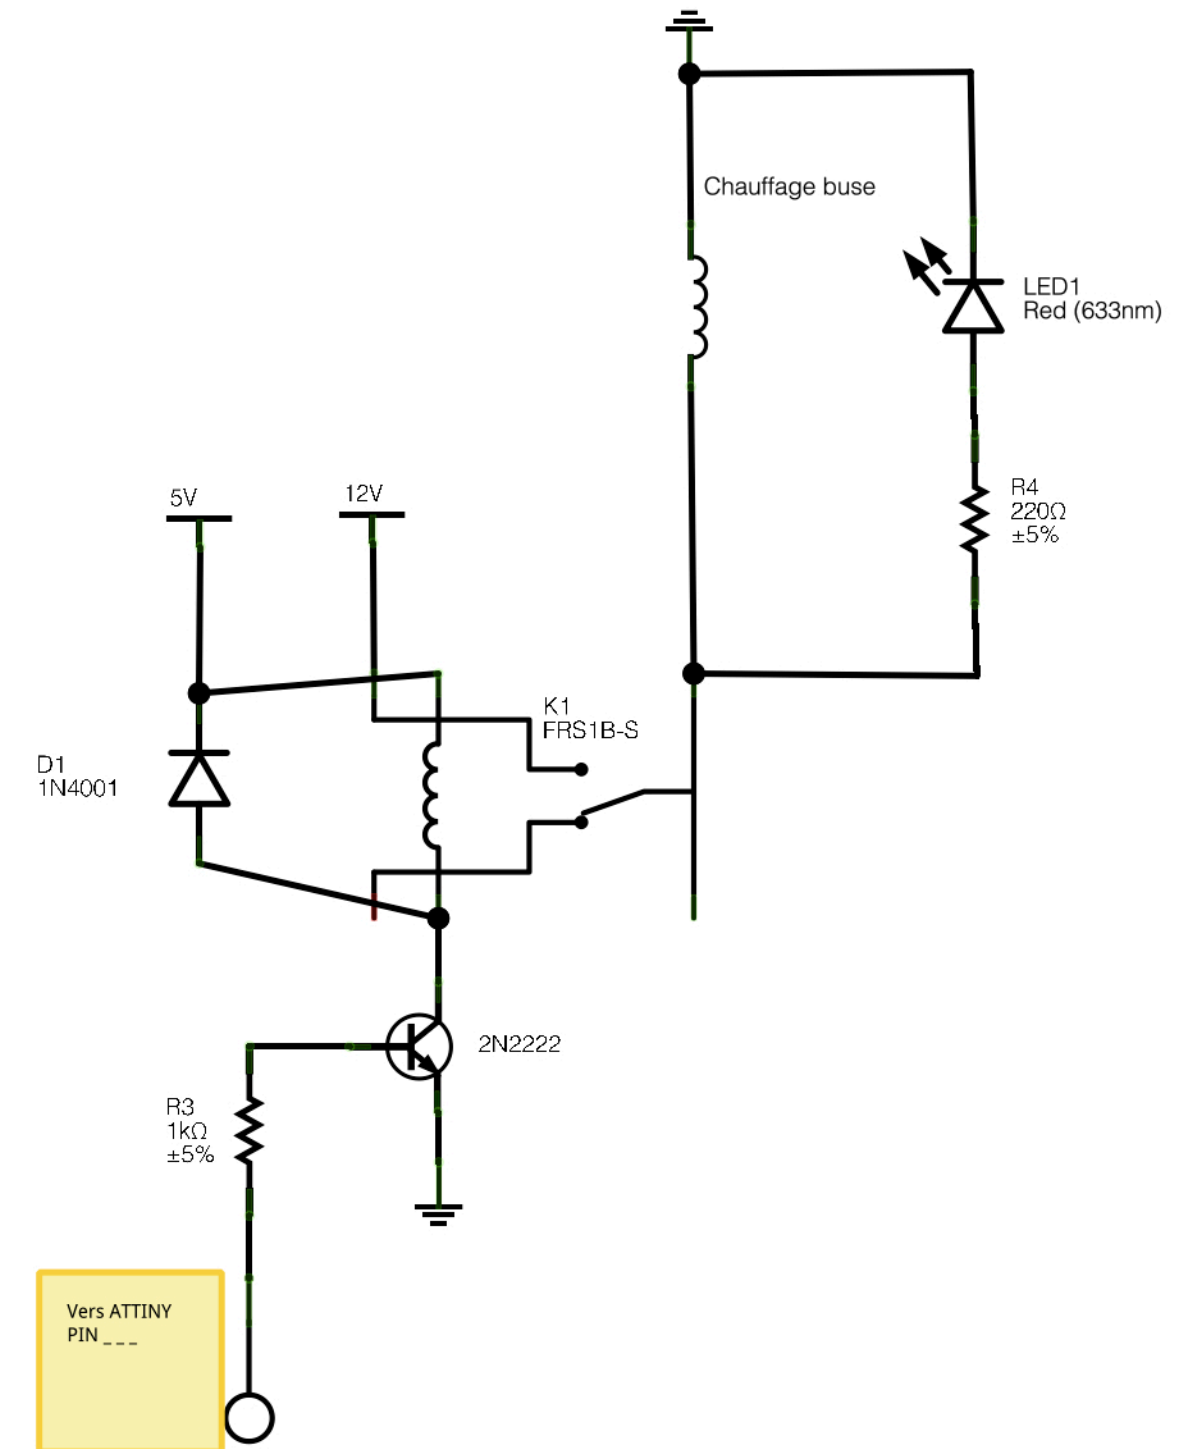 Chauffage buse
LED1
Red (633nm)
R4
220Ω
±5%
5V
12V
K1
FRS1B-S
D1
1N4001
2N2222
R3
1kΩ
±5%
Vers ATTINY
PIN _ _ _